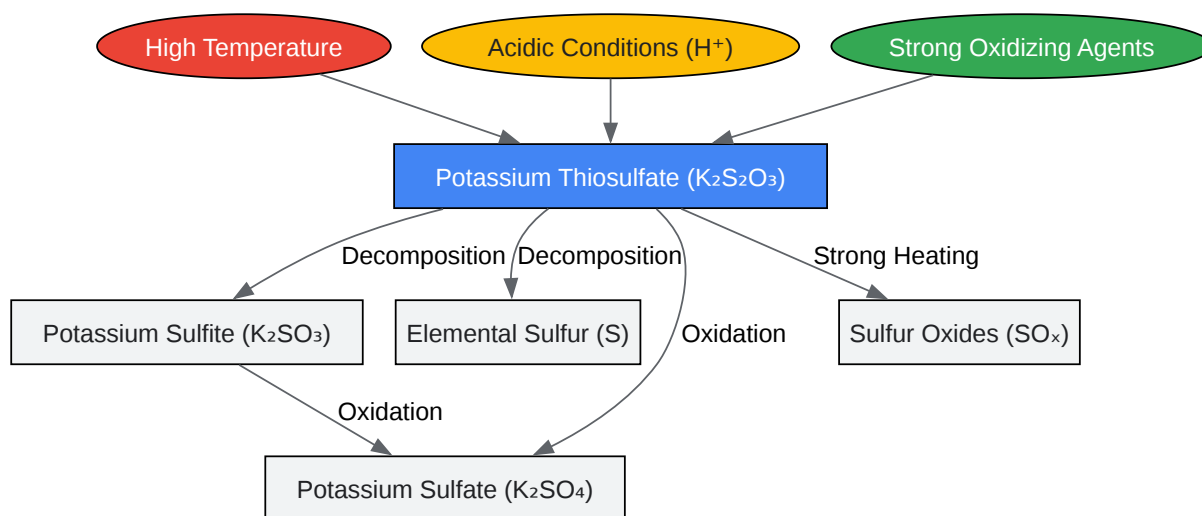 High Temperature
Acidic Conditions (H⁺)
Strong Oxidizing Agents
Potassium Thiosulfate (K₂S₂O₃)
Decomposition
Decomposition
Strong Heating
Potassium Sulfite (K₂SO₃)
Elemental Sulfur (S)
Oxidation
Sulfur Oxides (SOₓ)
Oxidation
Potassium Sulfate (K₂SO₄)